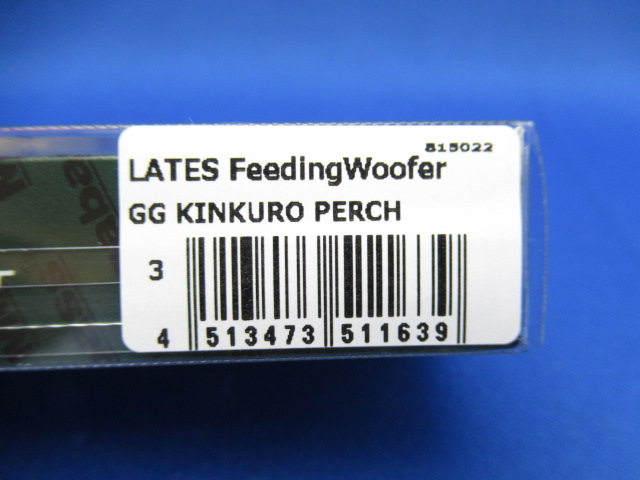 815022
LATES FeedingWoofer
GG KINKURO PERCH
3
4 513473 511639